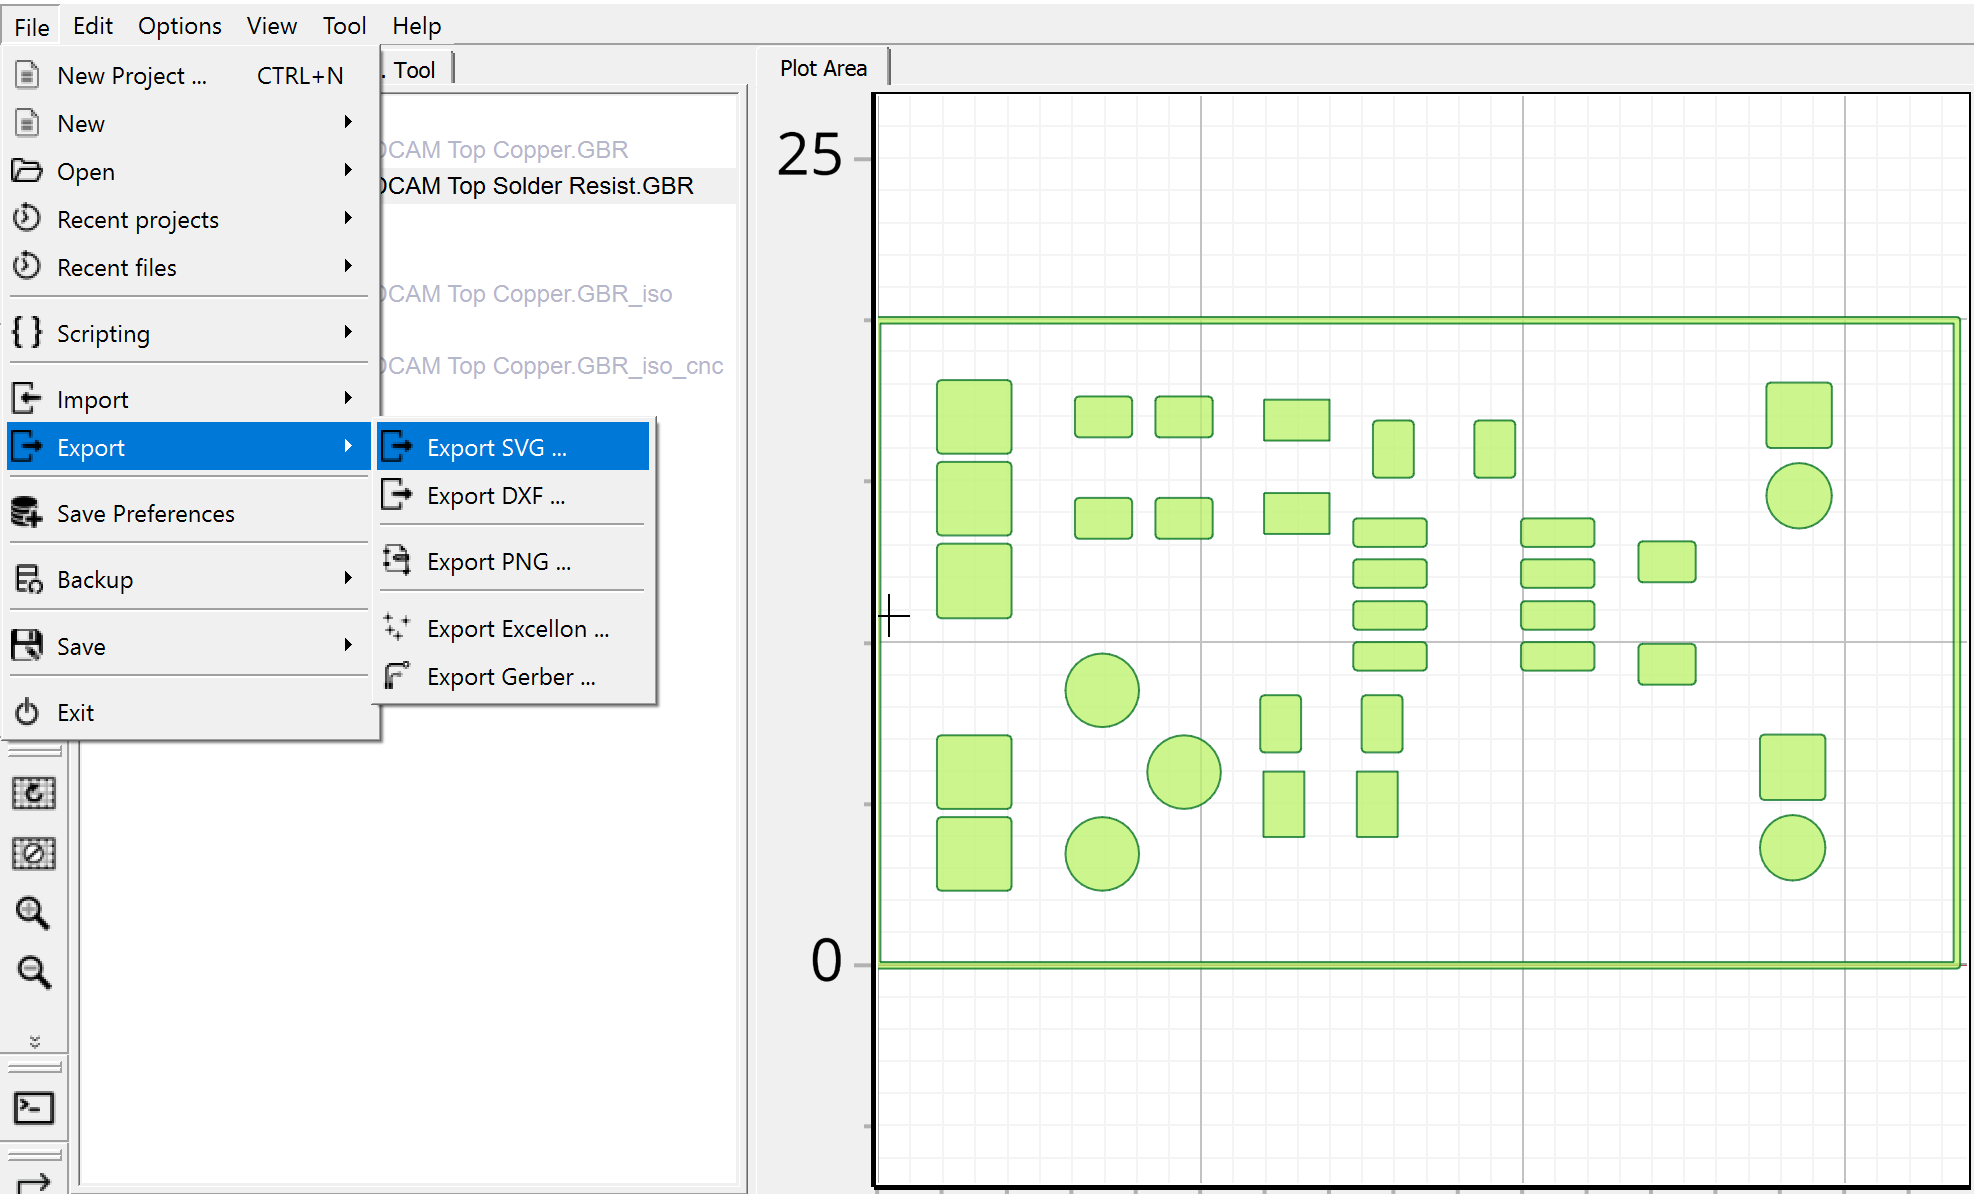 File Edit Options View Tool Help
New Project ... CTRL+N
New
Open
Recent projects
Recent files
Scripting
Import
Export
Save Preferences
Backup
Save
Exit
Export SVG ...
Export DXF ...
Export PNG ...
Export Excellon ...
Export Gerber ...
. Tool
CAM Top Copper.GBR
CAM Top Solder Resist.GBR
CAM Top Copper.GBR_iso
CAM Top Copper.GBR_iso_cnc
Plot Area
25
0